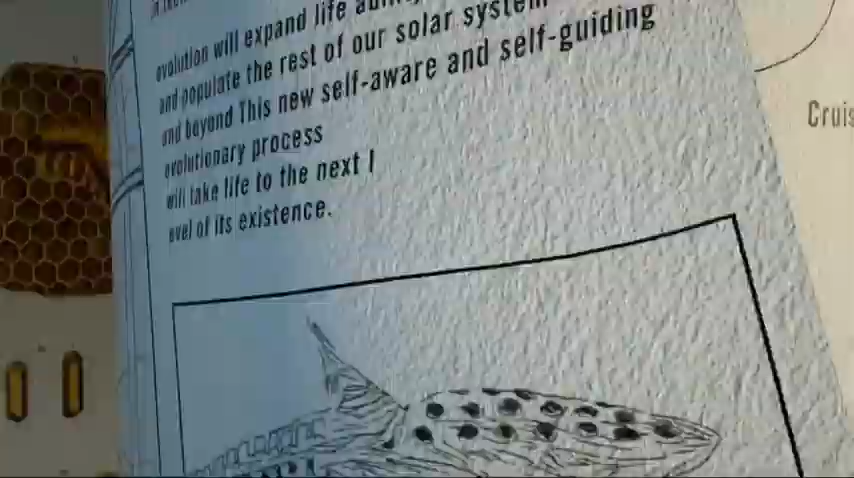 evolution will expand life
and populate the rest of our solar system
and beyond This new self-aware and self-guiding
evolutionary process
will take life to the next l
evel of its existence.
Cruis